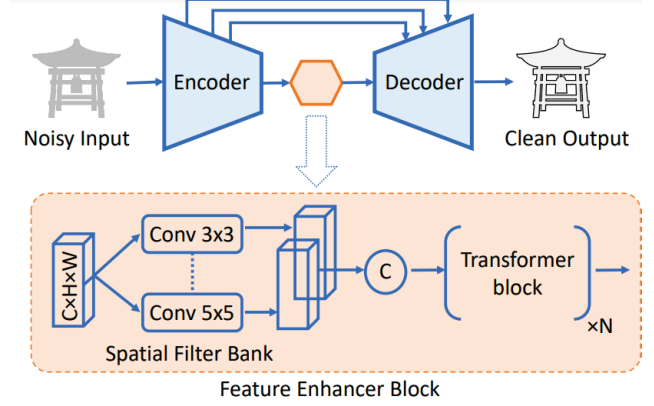 Encoder
Decoder
Noisy Input
Clean Output
C×H×W
Conv 3x3
Conv 5x5
C
Transformer
block
×N
Spatial Filter Bank
Feature Enhancer Block